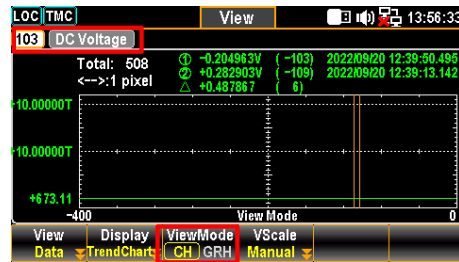 LOC TMC View 13:56:33
103 DC Voltage
Total: 508 ① -0.204963V ( -103) 2022/09/20 12:39:50.495
<-->:1 pixel ② +0.282903V ( -109) 2022/09/20 12:39:13.142
△ +0.487867 ( 6)
+10.00000T
+10.00000T
+673.11
-400 View Mode 0
View Display ViewMode VScale
Data TrendChart CH GRH Manual